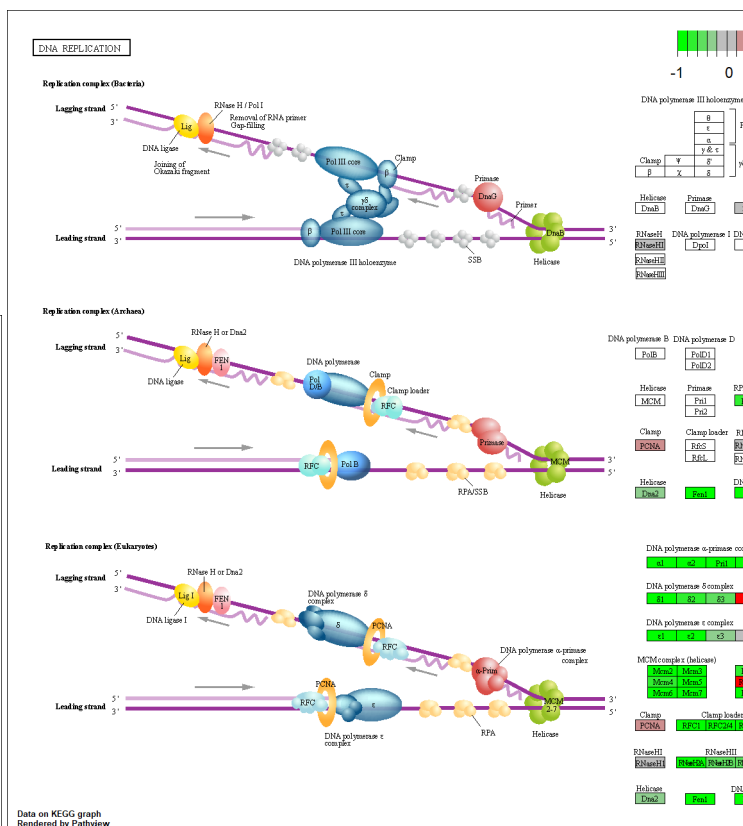 DNA REPLICATION
-1 0
Replication complex (Bacteria)
Lagging strand 5'
3'
RNase H / Pol I
Removal of RNA primer
Gap-filling
Lig
DNA ligase
Joining of
Okazaki fragment
Pol III core
Clamp
β
τ
γδ
complex
τ
Primase
DnaG
Primer
DnaB
Helicase
5'
Leading strand 3'
β
Pol III core
DNA polymerase III holoenzyme
SSB
3'
5'
DNA polymerase III holoenzyme
θ
ε
α
γ & τ
Clamp Ψ δ'
β χ δ
Helicase Primase
DnaB DnaG
RNaseH DNA polymerase I
RNaseHI DpoI
RNaseHII
RNaseHIII
Replication complex (Archaea)
Lagging strand 5'
3'
RNase H or Dna2
Lig
FEN
1
DNA ligase
DNA polymerase
Pol
D/B
Clamp
Clamp loader
RFC
Primase
MCM
Helicase
5'
Leading strand 3'
RFC
Pol B
RPA/SSB
3'
5'
DNA polymerase B DNA polymerase D
PolB PolD1
PolD2
Helicase Primase
MCM Pri1
Pri2
Clamp Clamp loader
PCNA RfcS
RfcL
Helicase
Dna2 Fen1
Replication complex (Eukaryotes)
Lagging strand 5'
3'
RNase H or Dna2
Lig I
FEN
1
DNA ligase I
DNA polymerase δ
complex
δ
PCNA
RFC
DNA polymerase α-primase
complex
α-Prim
MCM
2-7
Helicase
5'
Leading strand 3'
PCNA
RFC
ε
DNA polymerase ε
complex
RPA
3'
5'
DNA polymerase α-primase
α1 α2 Pri1
DNA polymerase δ complex
δ1 δ2 δ3
DNA polymerase ε complex
ε1 ε2 ε3
MCM complex (helicase)
Mcm2 Mcm3
Mcm4 Mcm5
Mcm6 Mcm7
Clamp Clamp loader
PCNA RFC1 RFC2/4
RNaseHI RNaseHII
RNaseH1 RNaseH2A RNaseH2B
Helicase
Dna2 Fen1
Data on KEGG graph
Rendered by Pathview